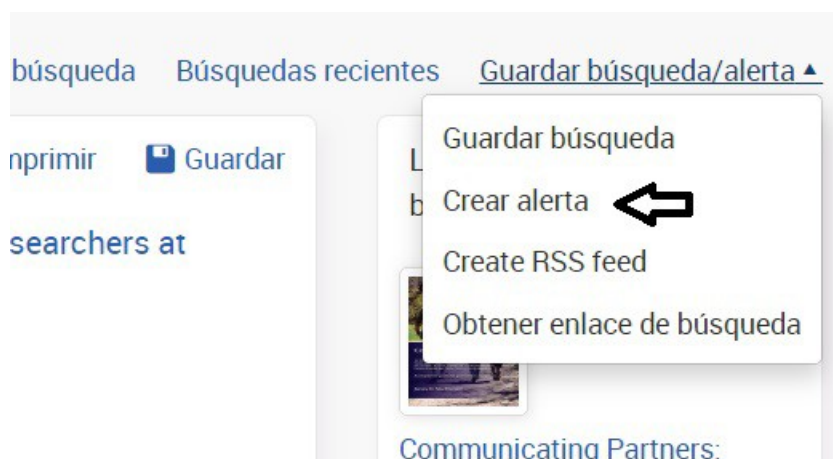 búsqueda Búsquedas recientes Guardar búsqueda/alerta
Guardar búsqueda
Guardar
Crear alerta
searchers at
Create RSS feed
Obtener enlace de búsqueda
Communicating Partners: